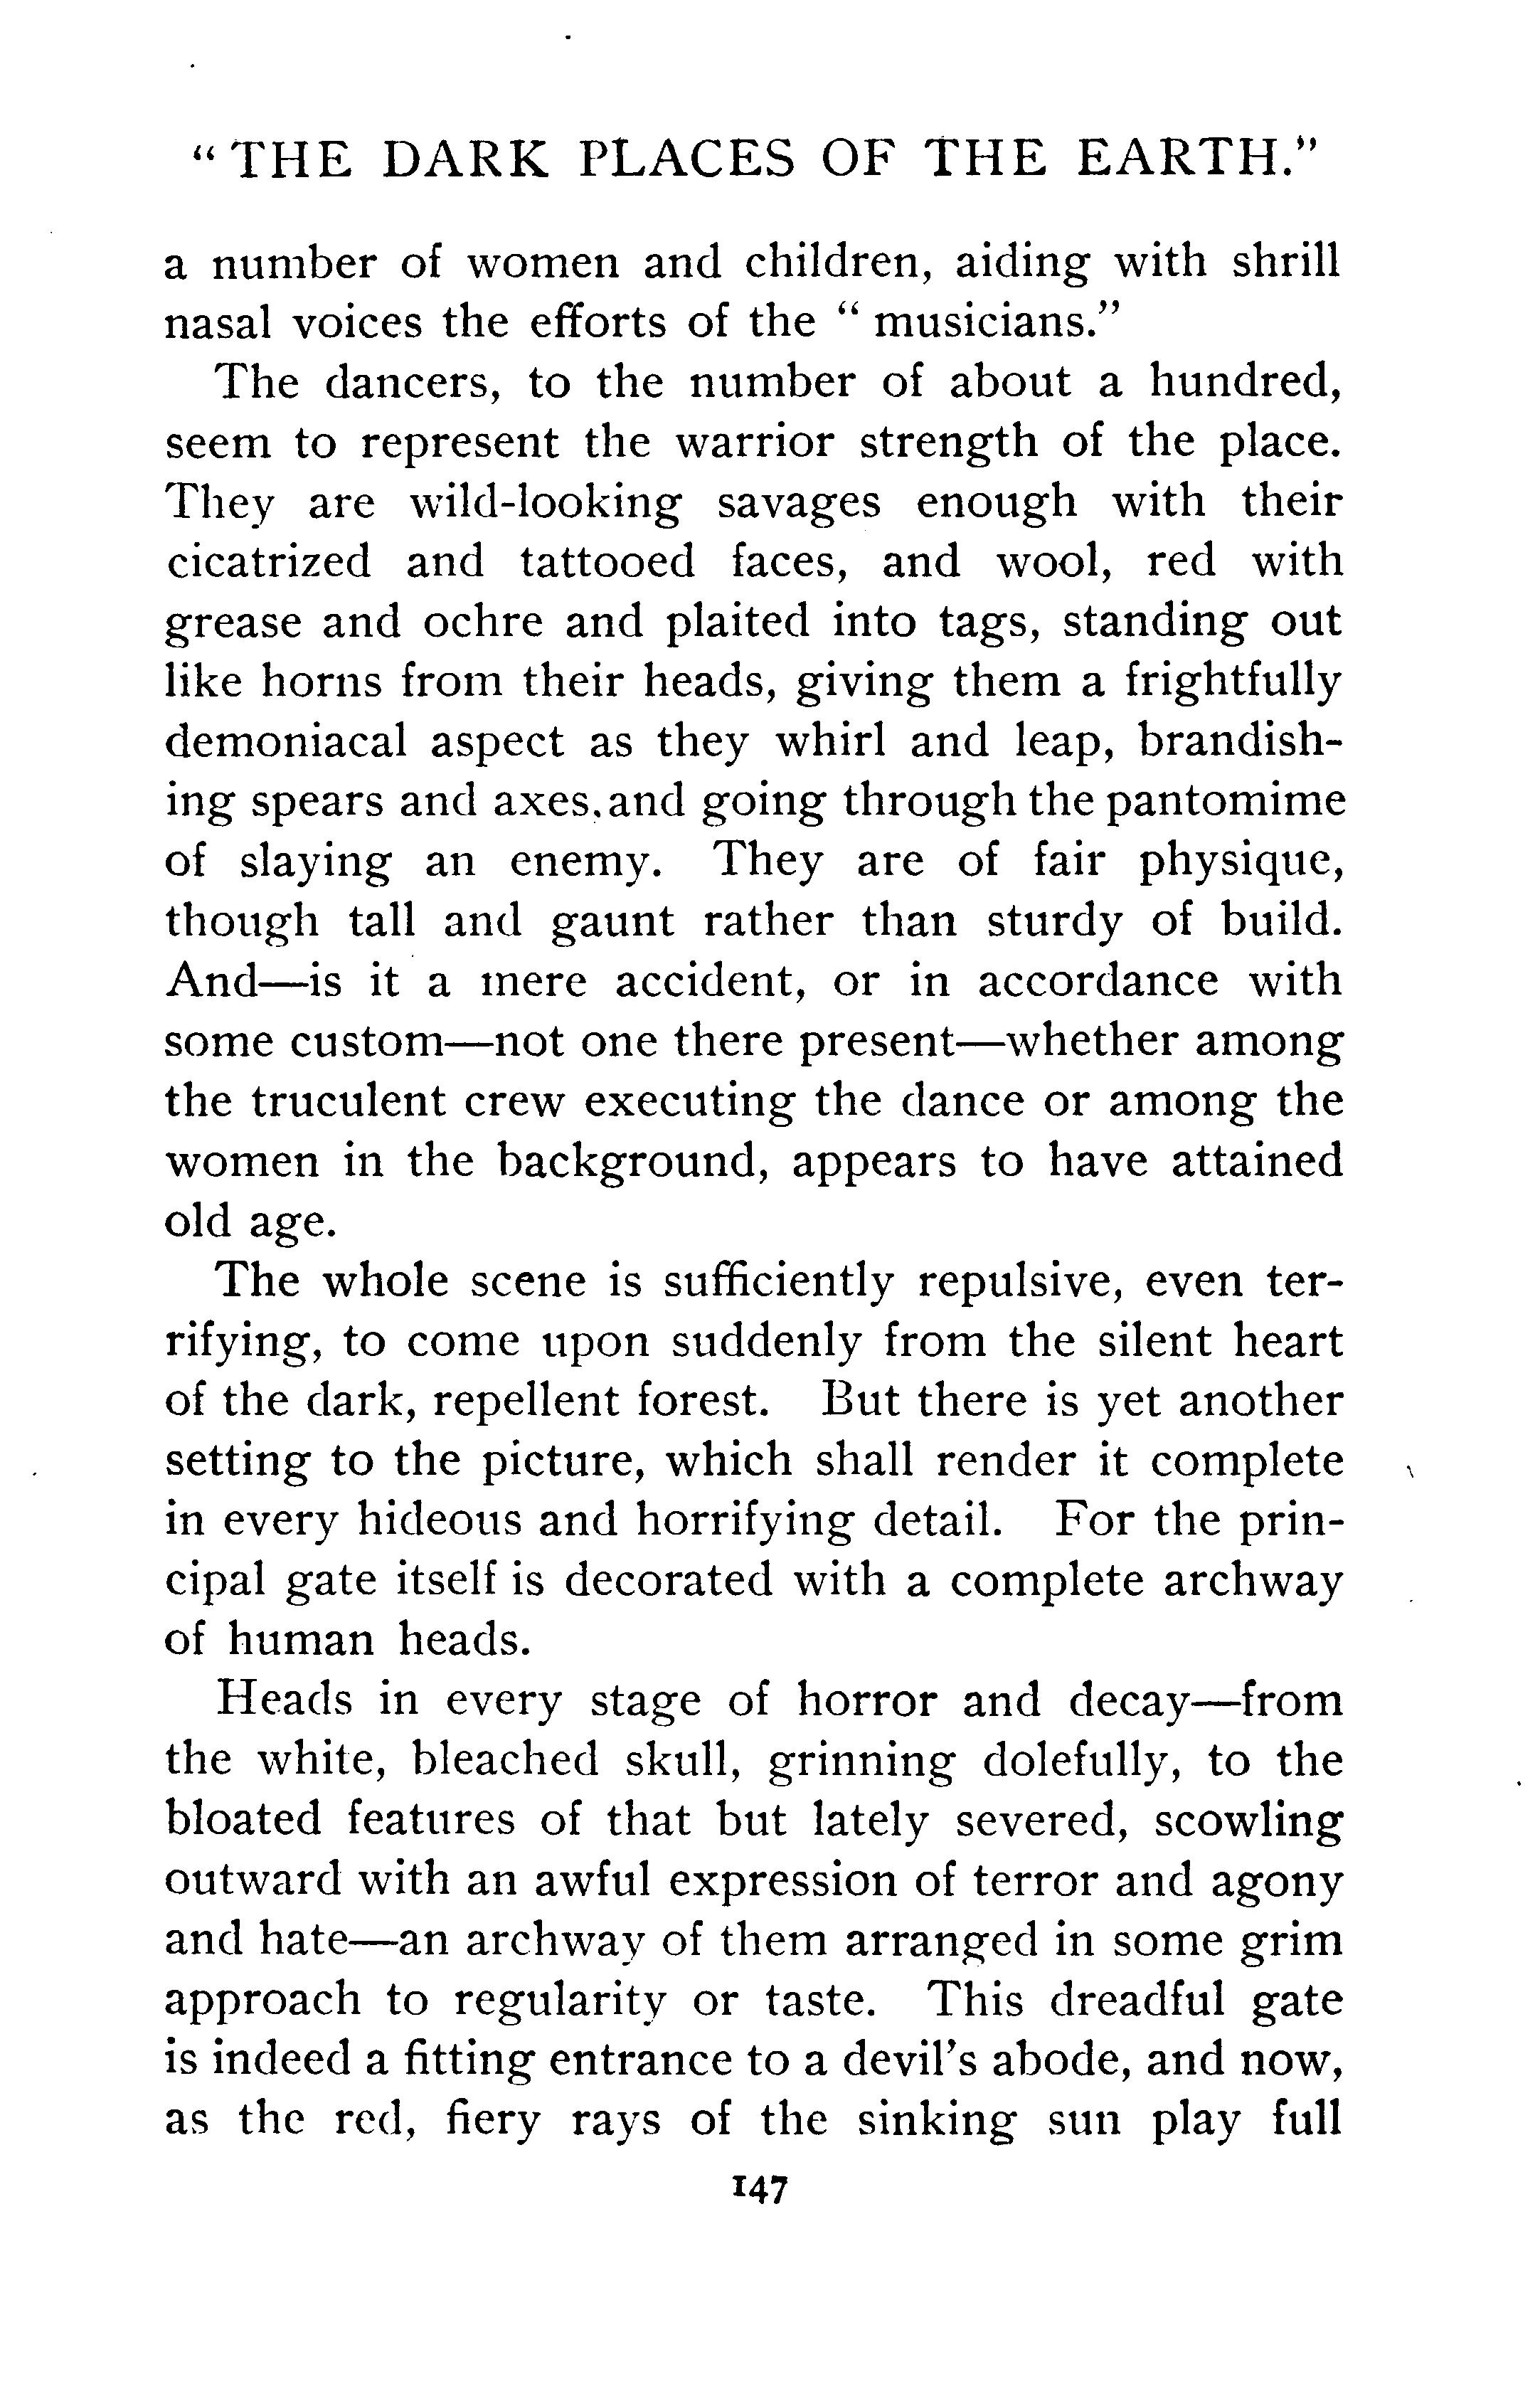 “THE DARK PLACES OF THE EARTH.”
a number of women and children, aiding with shrill
nasal voices the efforts of the “musicians.”
The dancers, to the number of about a hundred,
seem to represent the warrior strength of the place.
They are wild-looking savages enough with their
cicatrized and tattooed faces, and wool, red with
grease and ochre and plaited into tags, standing out
like horns from their heads, giving them a frightfully
demoniacal aspect as they whirl and leap, brandish-
ing spears and axes, and going through the pantomime
of slaying an enemy. They are of fair physique,
though tall and gaunt rather than sturdy of build.
And—is it a mere accident, or in accordance with
some custom—not one there present—whether among
the truculent crew executing the dance or among the
women in the background, appears to have attained
old age.
The whole scene is sufficiently repulsive, even ter-
rifying, to come upon suddenly from the silent heart
of the dark, repellent forest. But there is yet another
setting to the picture, which shall render it complete
in every hideous and horrifying detail. For the prin-
cipal gate itself is decorated with a complete archway
of human heads.
Heads in every stage of horror and decay—from
the white, bleached skull, grinning dolefully, to the
bloated features of that but lately severed, scowling
outward with an awful expression of terror and agony
and hate—an archway of them arranged in some grim
approach to regularity or taste. This dreadful gate
is indeed a fitting entrance to a devil's abode, and now,
as the red, fiery rays of the sinking sun play full
147